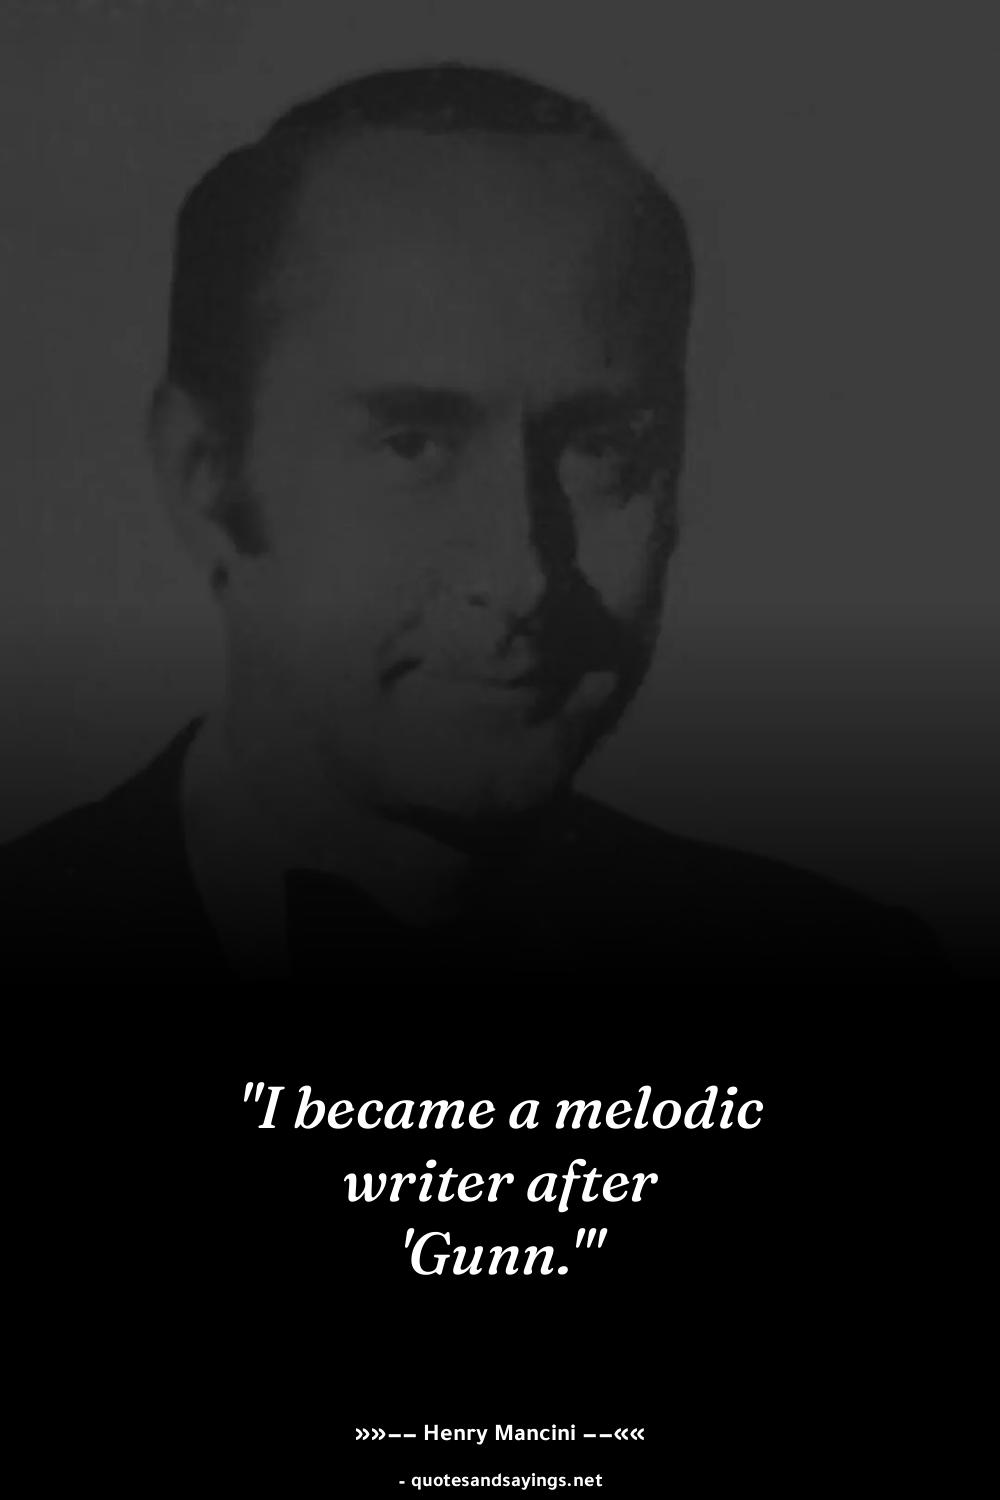 "I became a melodic
writer after
'Gunn.'"
»»−− Henry Mancini −−««
- quotesandsayings.net